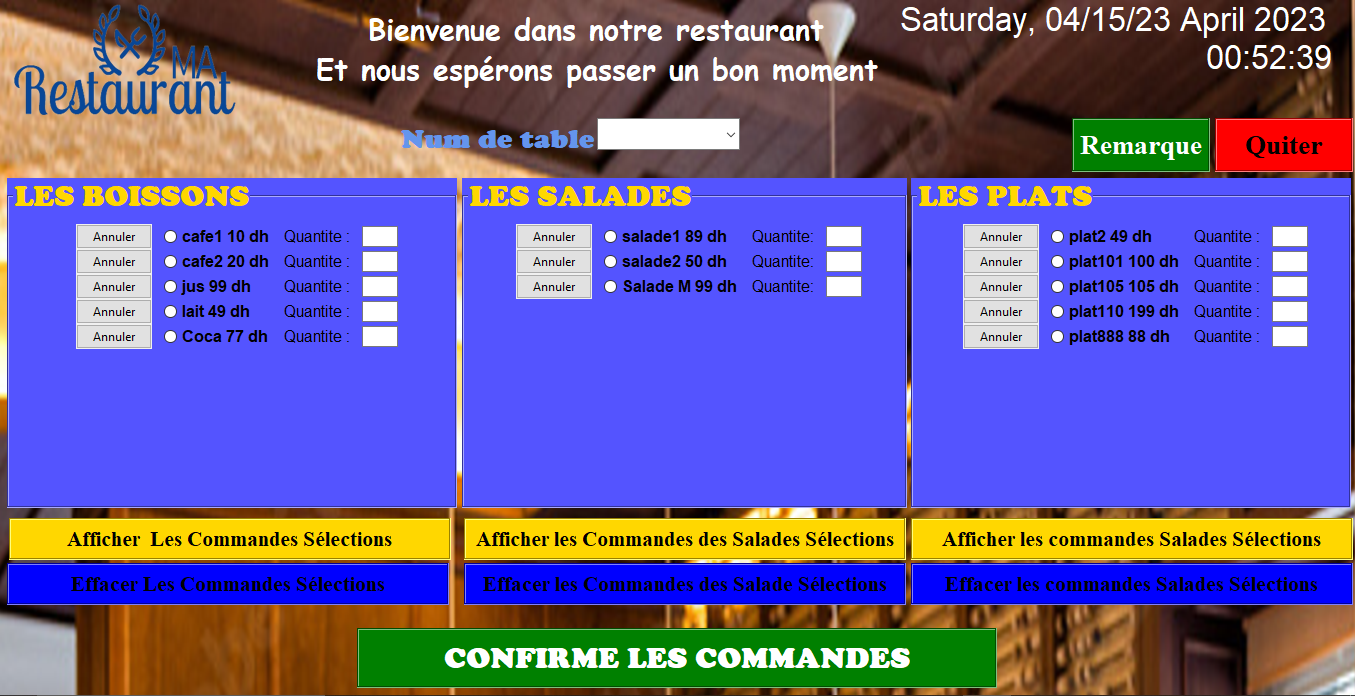 MA
Restaurant
Bienvenue dans notre restaurant
Et nous espérons passer un bon moment
Saturday, 04/15/23 April 2023
00:52:39
Num de table
Remarque
Quiter
LES BOISSONS
Annuler cafe1 10 dh Quantite :
Annuler cafe2 20 dh Quantite :
Annuler jus 99 dh Quantite :
Annuler lait 49 dh Quantite :
Annuler Coca 77 dh Quantite :
LES SALADES
Annuler salade1 89 dh Quantite:
Annuler salade2 50 dh Quantite:
Annuler Salade M 99 dh Quantite:
LES PLATS
Annuler plat2 49 dh Quantite :
Annuler plat101 100 dh Quantite :
Annuler plat105 105 dh Quantite :
Annuler plat110 199 dh Quantite :
Annuler plat888 88 dh Quantite :
Afficher Les Commandes Sélections
Afficher les Commandes des Salades Sélections
Afficher les commandes Salades Sélections
Effacer Les Commandes Sélections
Effacer les Commandes des Salade Sélections
Effacer les commandes Salades Sélections
CONFIRME LES COMMANDES